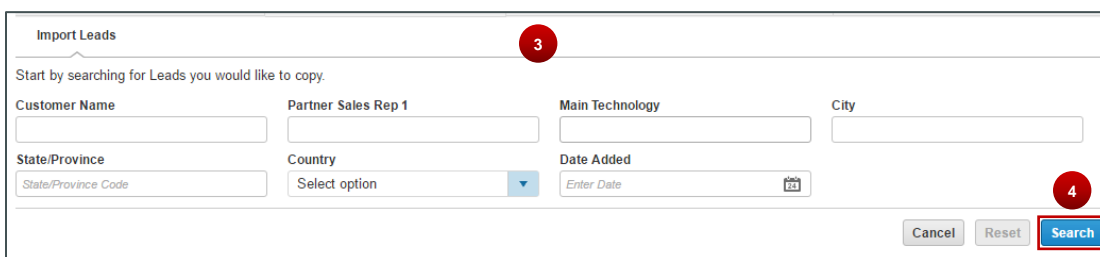 Import Leads
3
Start by searching for Leads you would like to copy.
Customer Name Partner Sales Rep 1 Main Technology City
State/Province Country Date Added
State/Province Code Select option Enter Date 24
4
Cancel Reset Search